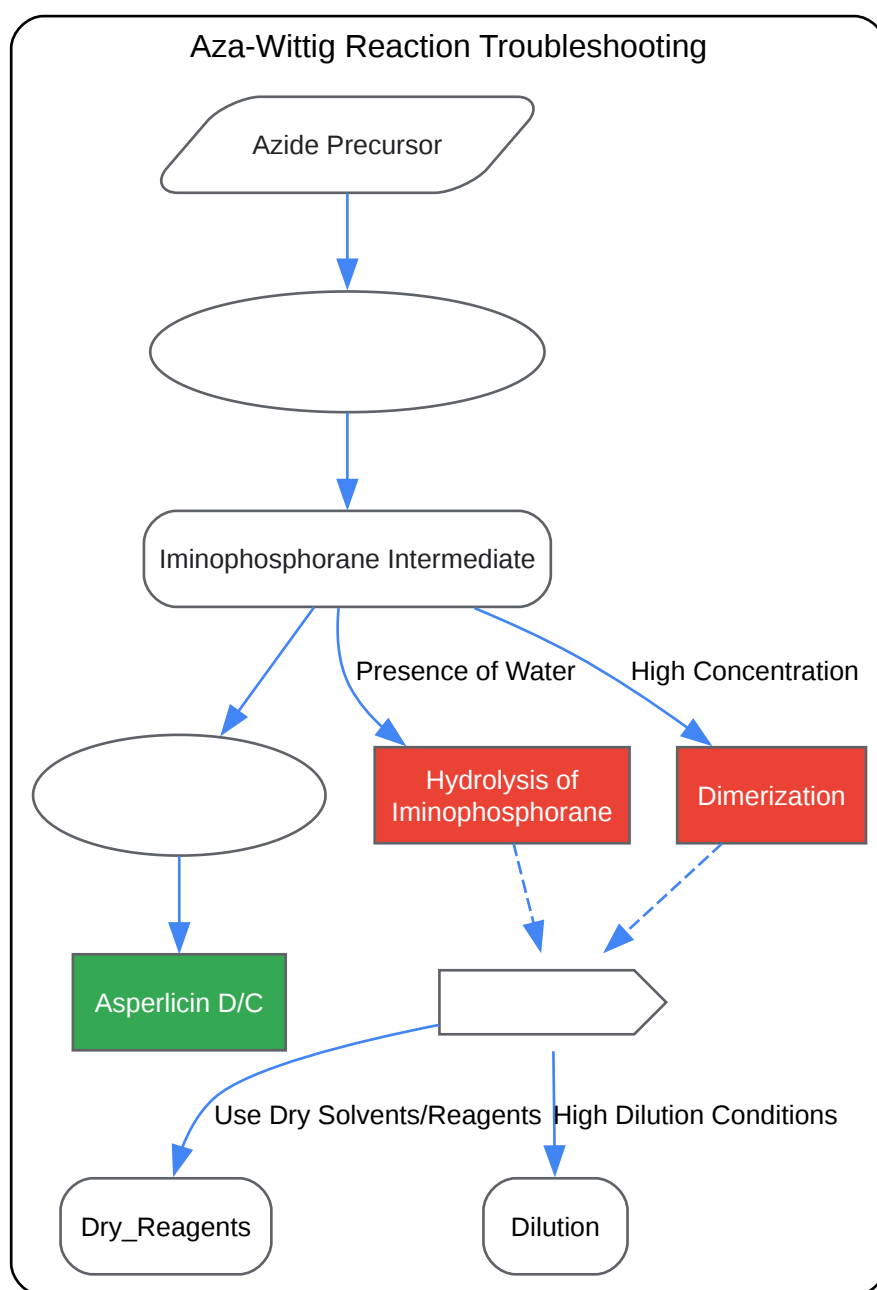 Aza-Wittig Reaction Troubleshooting
Azide Precursor
Iminophosphorane Intermediate
Presence of Water
High Concentration
Hydrolysis of
Iminophosphorane
Dimerization
Asperlicin D/C
Use Dry Solvents/Reagents
High Dilution Conditions
Dry_Reagents
Dilution